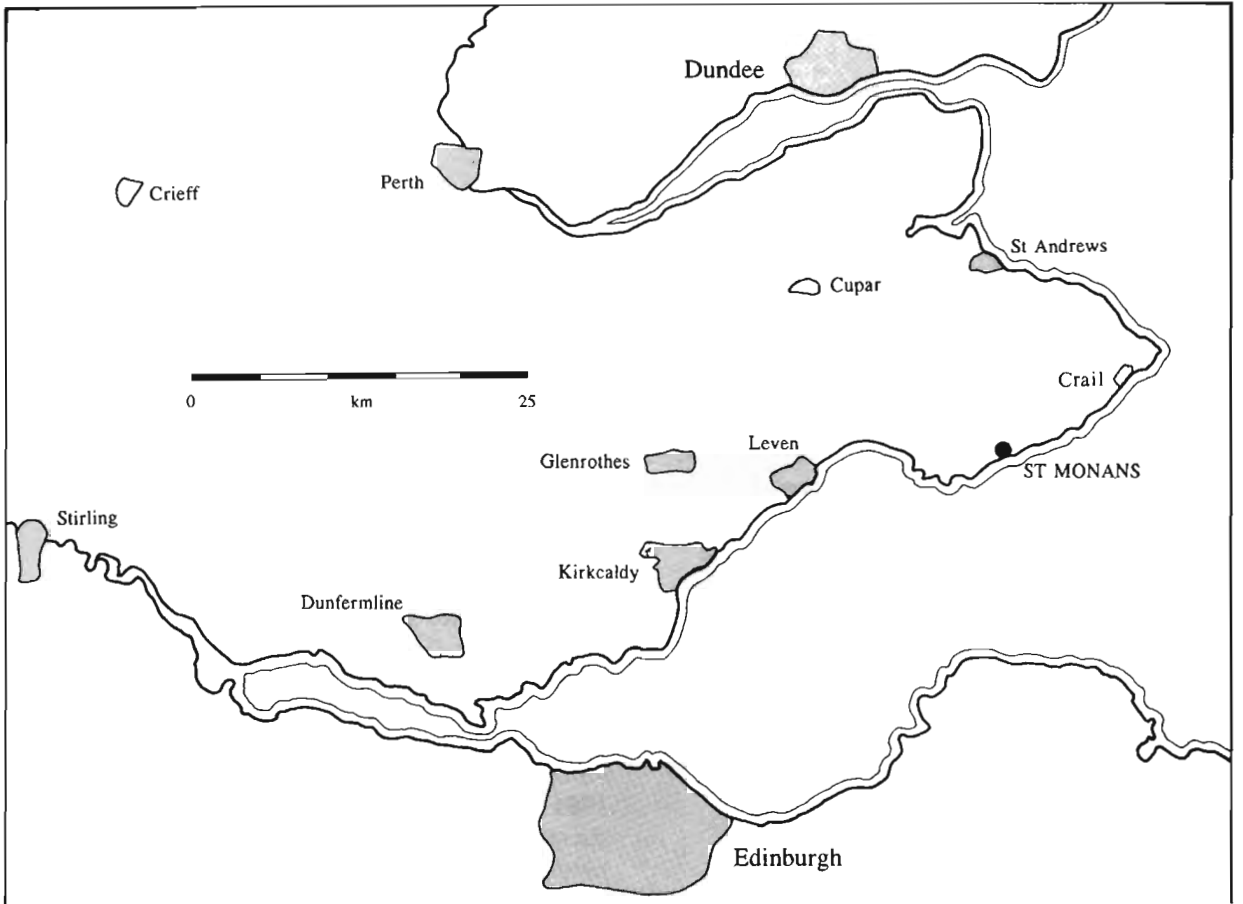 Dundee
Perth
Crieff
St Andrews
Cupar
Crail
0 km 25
Leven
Glenrothes
ST MONANS
Stirling
Kirkcaldy
Dunfermline
Edinburgh